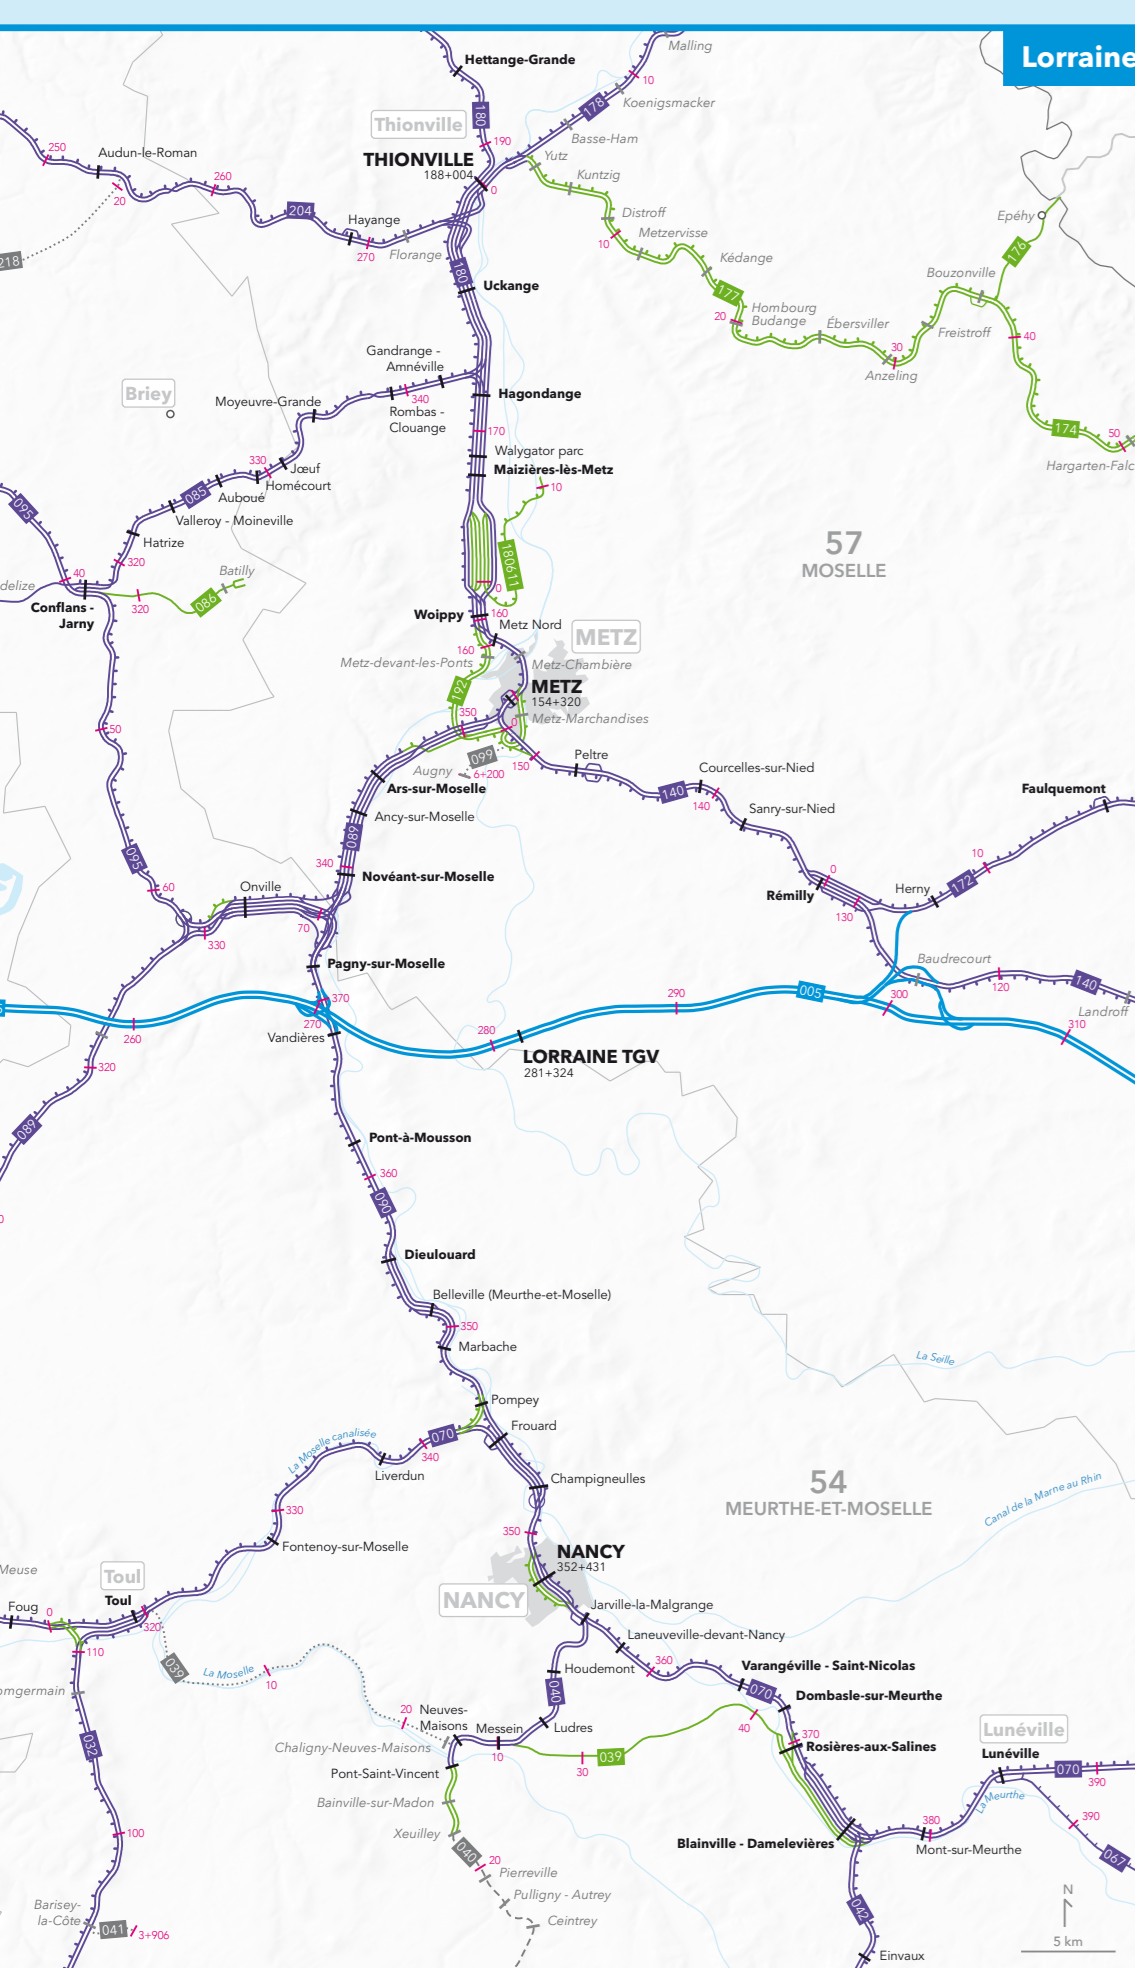 Lorraine
Malling
Hettange-Grande
10
Koenigsmacker
178
180
Thionville
190
Basse-Ham
250
Audun-le-Roman
THIONVILLE
188+004
Yutz
0
Kuntzig
260
20
204
Distroff
Epéhy
Hayange
Metzervisse
10
270
Florange
Kédange
176
218
180
Bouzonville
Uckange
177
Hombourg
Budange
20
Ébersviller
Freistroff
40
30
Gandrange -
Amnéville
Anzeling
Briey
Hagondange
340
Moyeuvre-Grande
Rombas -
Clouange
170
174
50
Walygator parc
330
Jœuf
Maizières-lès-Metz
Hargarten-Falc
Homécourt
10
085
Auboué
095
Valleroy - Moineville
57
Hatrize
180611
MOSELLE
320
Batilly
40
delize
0
320
086
Conflans -
Jarny
Woippy
160
Metz Nord
METZ
160
Metz-devant-les-Ponts
Metz-Chambière
192
METZ
154+320
350
Metz-Marchandises
0
50
099
Peltre
150
Augny
6+200
Courcelles-sur-Nied
Ars-sur-Moselle
140
Faulquemont
140
Ancy-sur-Moselle
Sanry-sur-Nied
089
095
10
340
0
Novéant-sur-Moselle
172
60
Onville
Rémilly
Herny
130
70
330
Baudrecourt
Pagny-sur-Moselle
120
140
005
290
300
370
Landroff
270
260
280
310
Vandières
LORRAINE TGV
281+324
320
089
Pont-à-Mousson
360
090
0
Dieulouard
Belleville (Meurthe-et-Moselle)
350
Marbache
La Seille
Pompey
070
Frouard
La Moselle canalisée
340
Liverdun
Champigneulles
54
MEURTHE-ET-MOSELLE
Canal de la Marne au Rhin
330
350
Fontenoy-sur-Moselle
NANCY
352+431
Meuse
Toul
Toul
NANCY
Foug
0
Jarville-la-Malgrange
320
Laneuveville-devant-Nancy
110
039
La Moselle
Houdemont
360
Varangéville - Saint-Nicolas
10
omgermain
040
070
Dombasle-sur-Meurthe
20
Neuves-
Maisons
Messein
Ludres
40
370
032
Chaligny-Neuves-Maisons
Rosières-aux-Salines
Lunéville
10
039
30
Lunéville
Pont-Saint-Vincent
070
390
La Meurthe
Bainville-sur-Madon
390
380
100
Xeuilley
Blainville - Damelevières
Mont-sur-Meurthe
040
20
067
Pierreville
N
Pulligny - Autrey
Barisey-
la-Côte
042
Ceintrey
041
3+906
5 km
Einvaux